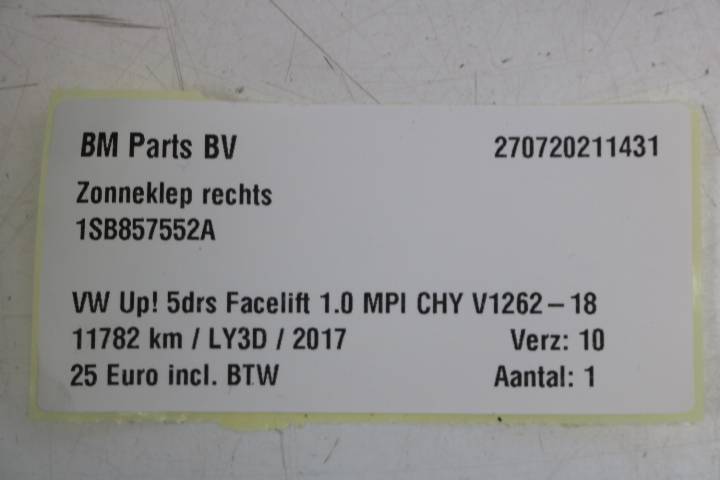 BM Parts BV 270720211431
Zonneklep rechts
1SB857552A
VW Up! 5drs Facelift 1.0 MPI CHY V1262-18
11782 km / LY3D / 2017 Verz: 10
25 Euro incl. BTW Aantal: 1